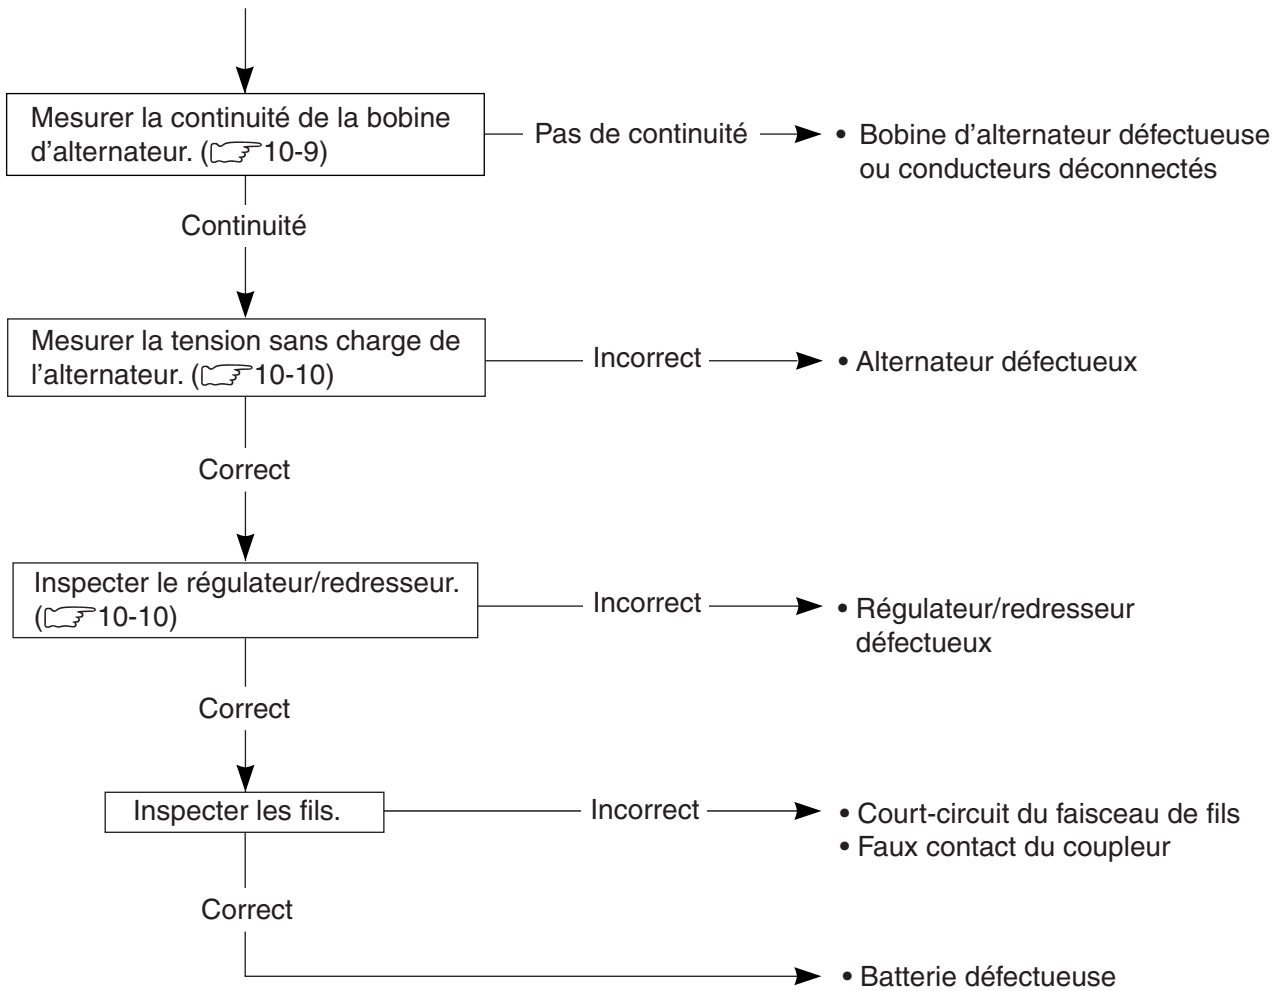 Mesurer la continuité de la bobine
d'alternateur. (☞10-9)
Pas de continuité
• Bobine d'alternateur défectueuse
ou conducteurs déconnectés
Continuité
Mesurer la tension sans charge de
l'alternateur. (☞10-10)
Incorrect
• Alternateur défectueux
Correct
Inspecter le régulateur/redresseur.
(☞10-10)
Incorrect
• Régulateur/redresseur
défectueux
Correct
Inspecter les fils.
Incorrect
• Court-circuit du faisceau de fils
• Faux contact du coupleur
Correct
• Batterie défectueuse